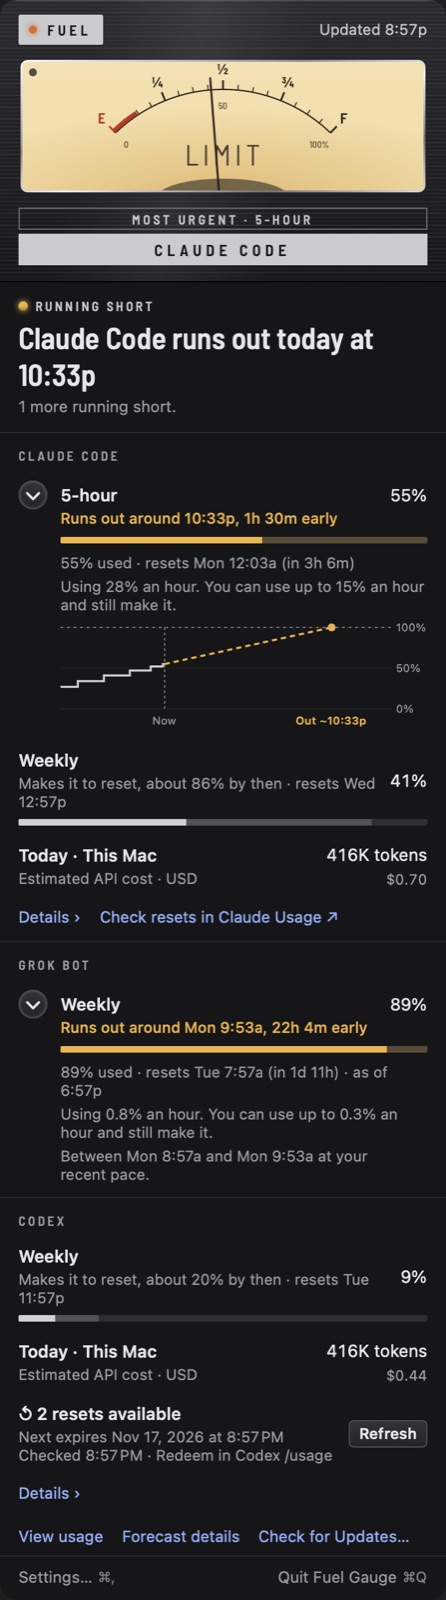 FUEL
Updated 8:57p
E
¼
½
¾
F
0
50
100%
LIMIT
MOST URGENT · 5-HOUR
CLAUDE CODE
RUNNING SHORT
Claude Code runs out today at
10:33p
1 more running short.
CLAUDE CODE
5-hour
55%
Runs out around 10:33p, 1h 30m early
55% used · resets Mon 12:03a (in 3h 6m)
Using 28% an hour. You can use up to 15% an hour
and still make it.
100%
50%
0%
Now
Out ~10:33p
Weekly
Makes it to reset, about 86% by then · resets Wed
12:57p
41%
Today · This Mac
416K tokens
Estimated API cost · USD
$0.70
Details ›
Check resets in Claude Usage ↗
GROK BOT
Weekly
89%
Runs out around Mon 9:53a, 22h 4m early
89% used · resets Tue 7:57a (in 1d 11h) · as of
6:57p
Using 0.8% an hour. You can use up to 0.3% an
hour and still make it.
Between Mon 8:57a and Mon 9:53a at your
recent pace.
CODEX
Weekly
Makes it to reset, about 20% by then · resets Tue
11:57p
9%
Today · This Mac
416K tokens
Estimated API cost · USD
$0.44
2 resets available
Next expires Nov 17, 2026 at 8:57 PM
Checked 8:57 PM · Redeem in Codex /usage
Refresh
Details ›
View usage
Forecast details
Check for Updates...
Settings... ⌘,
Quit Fuel Gauge ⌘Q